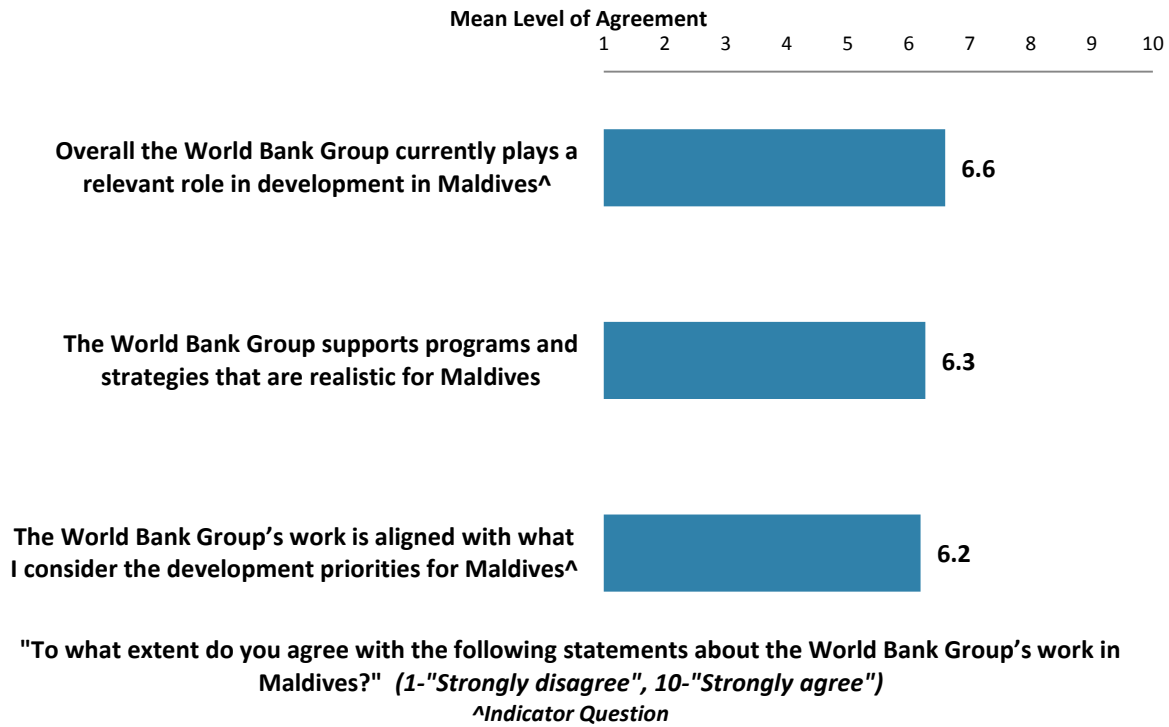 Mean Level of Agreement
1 2 3 4 5 6 7 8 9 10
Overall the World Bank Group currently plays a
relevant role in development in Maldives^
6.6
The World Bank Group supports programs and
strategies that are realistic for Maldives
6.3
The World Bank Group’s work is aligned with what
I consider the development priorities for Maldives^
6.2
"To what extent do you agree with the following statements about the World Bank Group’s work in
Maldives?" (1-"Strongly disagree", 10-"Strongly agree")
^Indicator Question